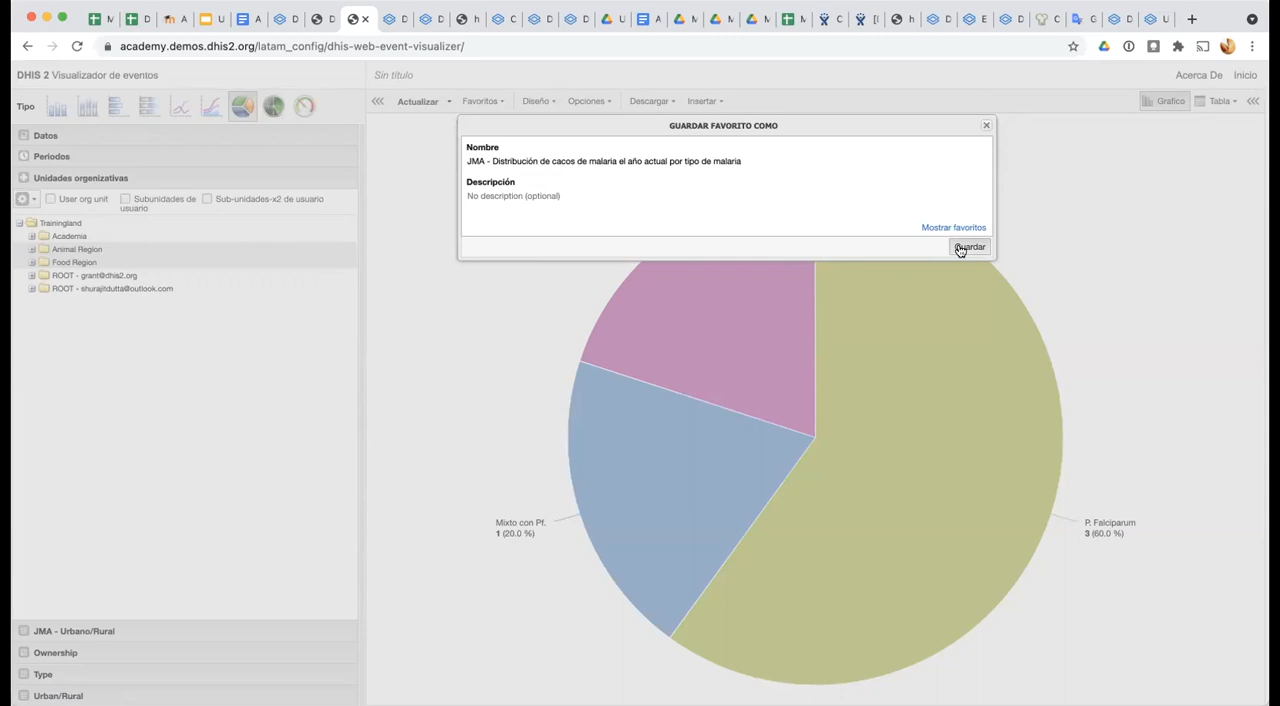 academy.demos.dhis2.org/latam_config/dhis-web-event-visualizer/
DHIS 2 Visualizador de eventos
Sin título
Acerca De
Inicio
Tipo
Actualizar
Favoritos
Diseño
Opciones
Descargar
Insertar
Grafico
Tabla
Datos
Periodos
Unidades organizativas
User org unit
Subunidades de usuario
Sub-unidades-x2 de usuario
Trainingland
Academia
Animal Region
Food Region
ROOT - grant@dhis2.org
ROOT - shurajitdutta@outlook.com
GUARDAR FAVORITO COMO
Nombre
JMA - Distribución de cacos de malaria el año actual por tipo de malaria
Descripción
No description (optional)
Mostrar favoritos
Guardar
Mixto con Pf.
1 (20.0 %)
P. Falciparum
3 (60.0 %)
JMA - Urbano/Rural
Ownership
Type
Urban/Rural